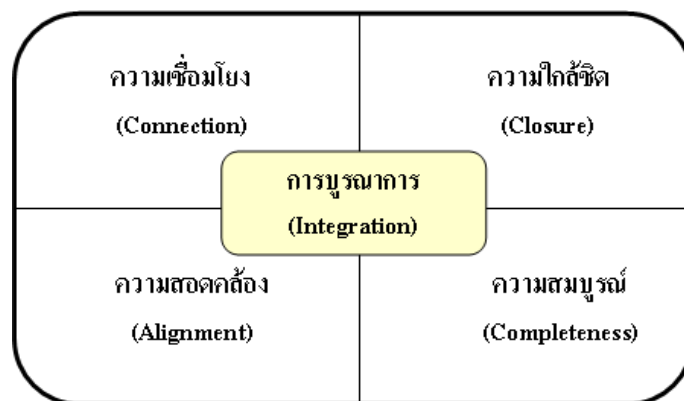 ความเชื่อมโยง
(Connection)
ความใกล้ชิด
(Closure)
การบูรณาการ
(Integration)
ความสอดคล้อง
(Alignment)
ความสมบูรณ์
(Completeness)